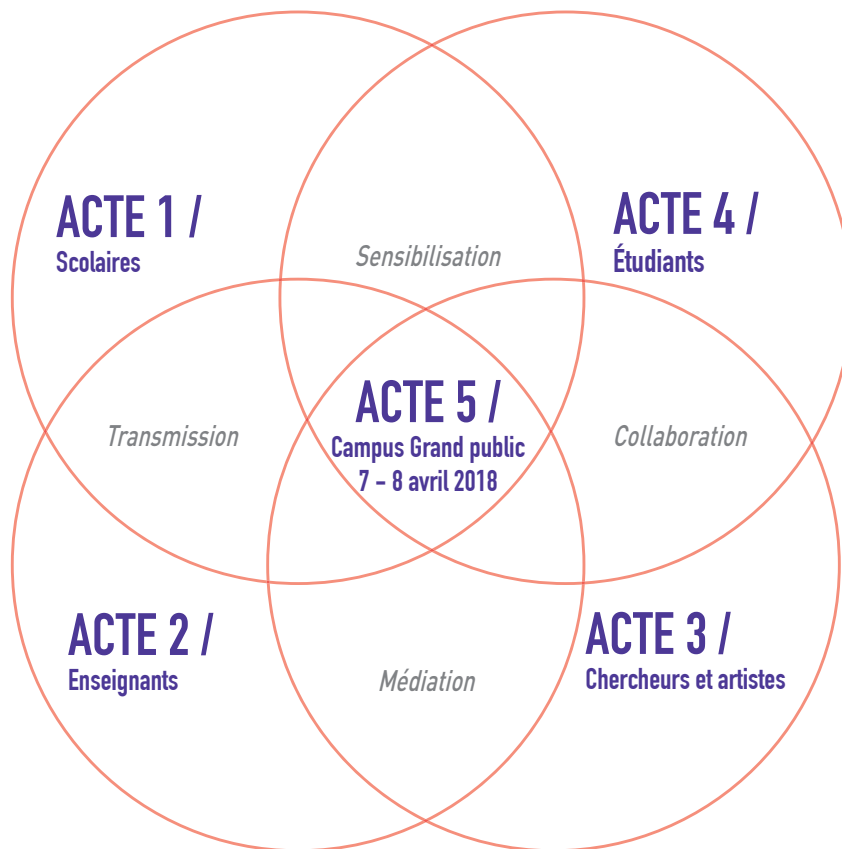 ACTE 1 /
Scolaires
ACTE 4 /
Étudiants
Sensibilisation
Transmission
ACTE 5 /
Campus Grand public
7 – 8 avril 2018
Collaboration
ACTE 2 /
Enseignants
ACTE 3 /
Chercheurs et artistes
Médiation